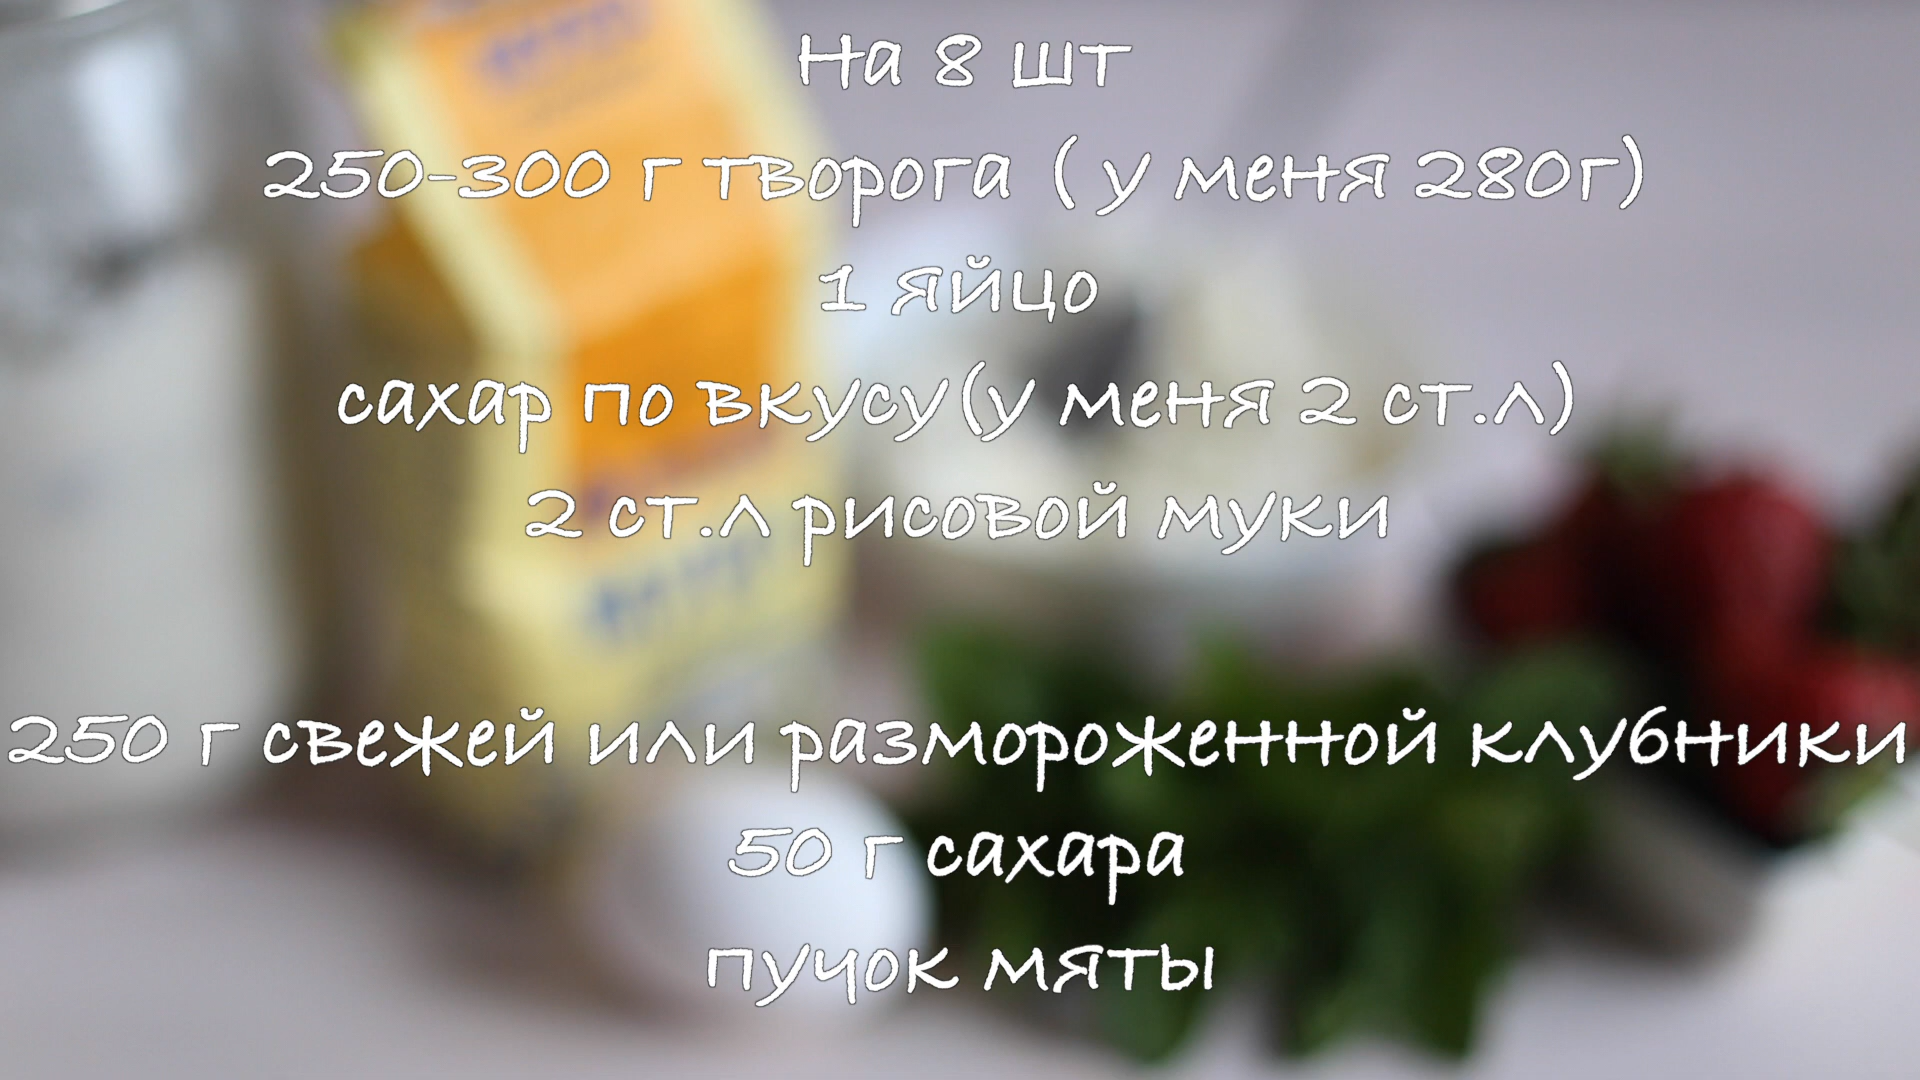 На 8 шт
250-300 г творога ( у меня 280г)
1 яйцо
сахар по вкусу(у меня 2 ст.л)
2 ст.л рисовой муки
250 г свежей или размороженной клубники
50 г сахара
пучок мяты